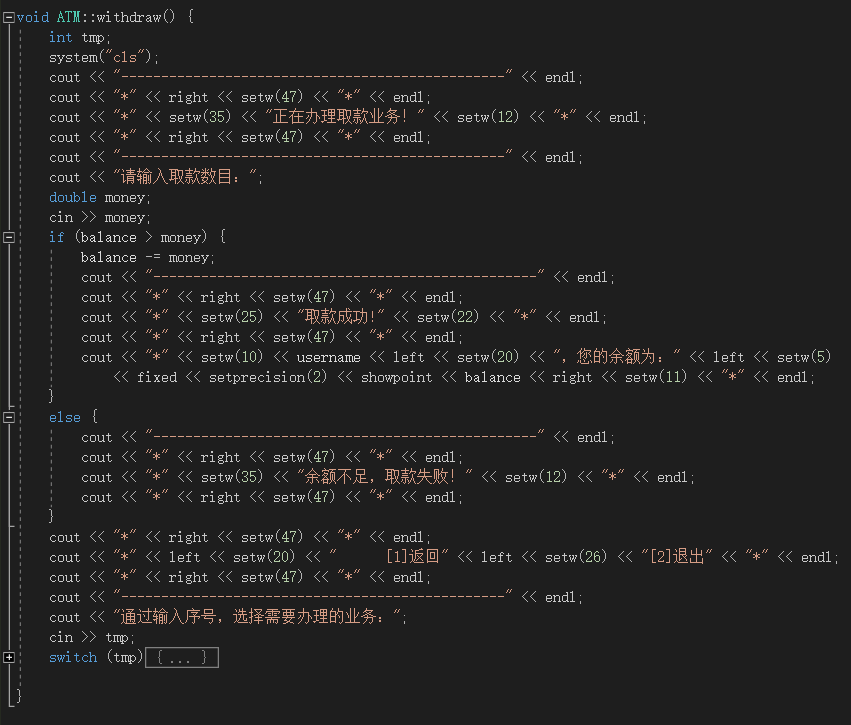 void ATM::withdraw() {
    int tmp;
    system("cls");
    cout << "------------------------------------------------" << endl;
    cout << "*" << right << setw(47) << "*" << endl;
    cout << "*" << setw(35) << "正在办理取款业务！" << setw(12) << "*" << endl;
    cout << "*" << right << setw(47) << "*" << endl;
    cout << "------------------------------------------------" << endl;
    cout << "请输入取款数目：";
    double money;
    cin >> money;
    if (balance > money) {
        balance -= money;
        cout << "------------------------------------------------" << endl;
        cout << "*" << right << setw(47) << "*" << endl;
        cout << "*" << setw(25) << "取款成功!" << setw(22) << "*" << endl;
        cout << "*" << right << setw(47) << "*" << endl;
        cout << "*" << setw(10) << username << left << setw(20) << "，您的余额为：" << left << setw(5)
            << fixed << setprecision(2) << showpoint << balance << right << setw(11) << "*" << endl;
    }
    else {
        cout << "------------------------------------------------" << endl;
        cout << "*" << right << setw(47) << "*" << endl;
        cout << "*" << setw(35) << "余额不足，取款失败！" << setw(12) << "*" << endl;
        cout << "*" << right << setw(47) << "*" << endl;
    }
    cout << "*" << right << setw(47) << "*" << endl;
    cout << "*" << left << setw(20) << "      [1]返回" << left << setw(26) << "[2]退出" << "*" << endl;
    cout << "*" << right << setw(47) << "*" << endl;
    cout << "------------------------------------------------" << endl;
    cout << "通过输入序号，选择需要办理的业务：";
    cin >> tmp;
    switch (tmp) { ... }
}